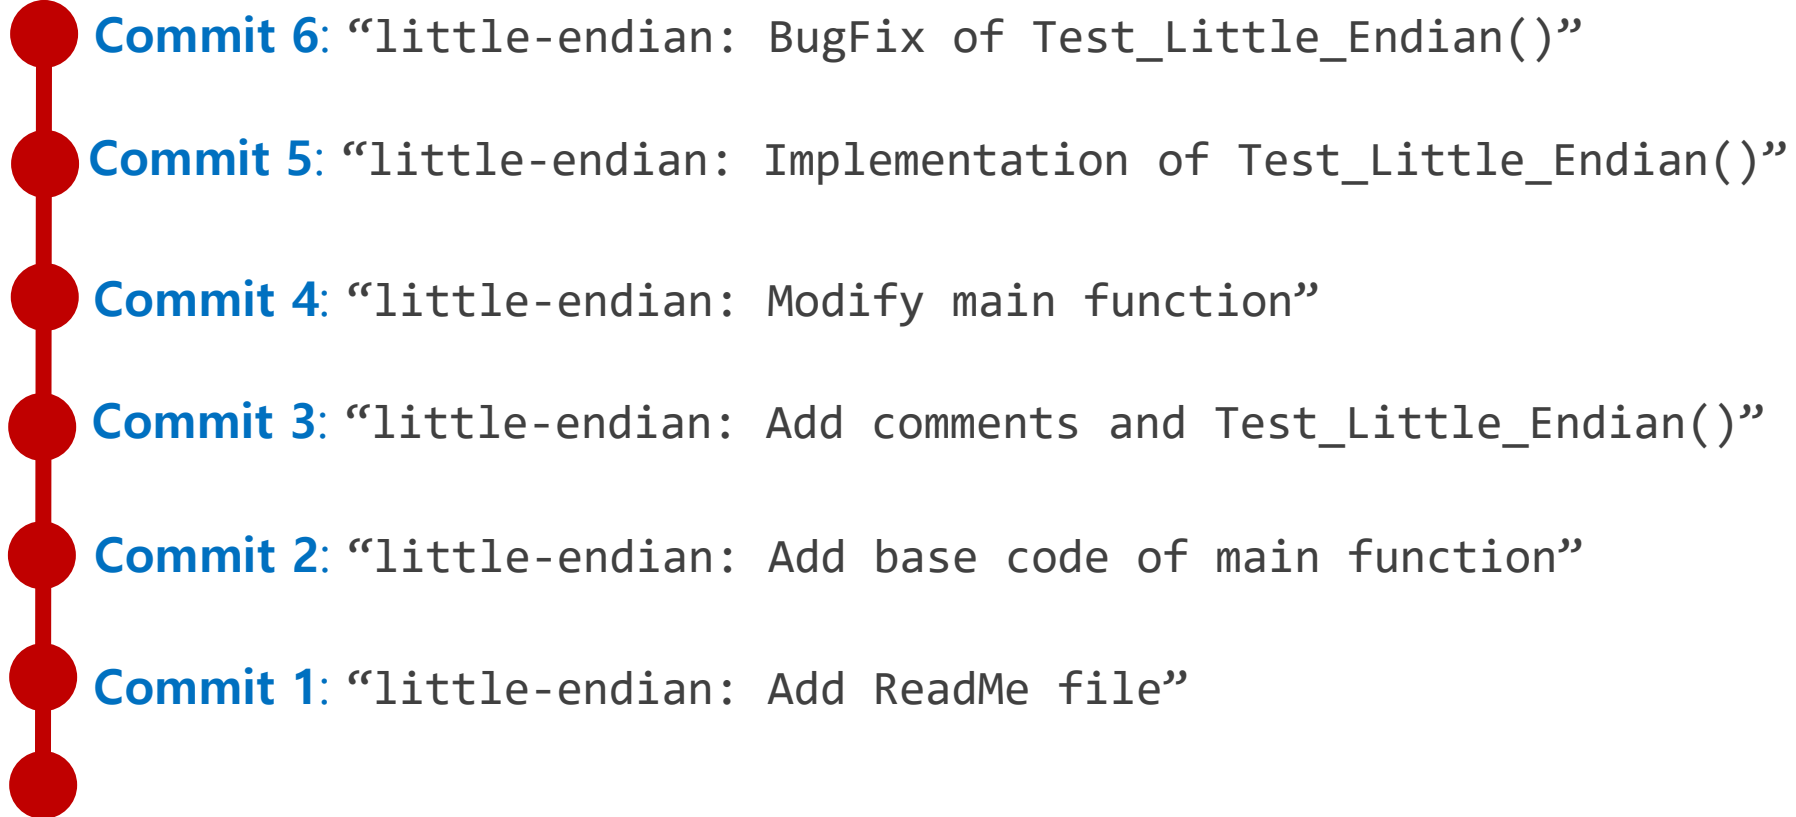 Commit 6: “little-endian: BugFix of Test_Little_Endian()”
Commit 5: “little-endian: Implementation of Test_Little_Endian()”
Commit 4: “little-endian: Modify main function”
Commit 3: “little-endian: Add comments and Test_Little_Endian()”
Commit 2: “little-endian: Add base code of main function”
Commit 1: “little-endian: Add ReadMe file”